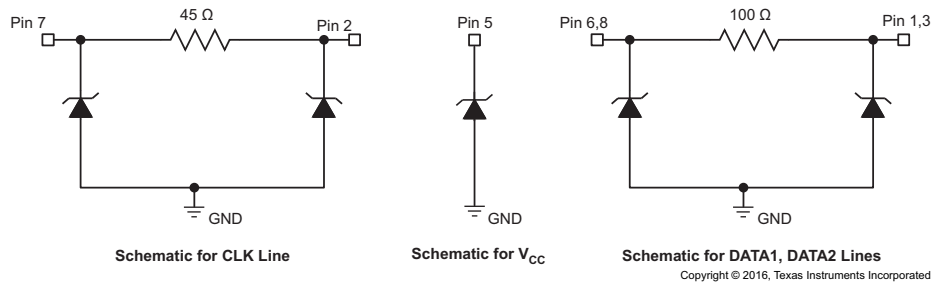 Pin 7
45 Ω
Pin 2
GND
Schematic for CLK Line
Pin 5
GND
Schematic for VCC
Pin 6,8
100 Ω
Pin 1,3
GND
Schematic for DATA1, DATA2 Lines
Copyright © 2016, Texas Instruments Incorporated